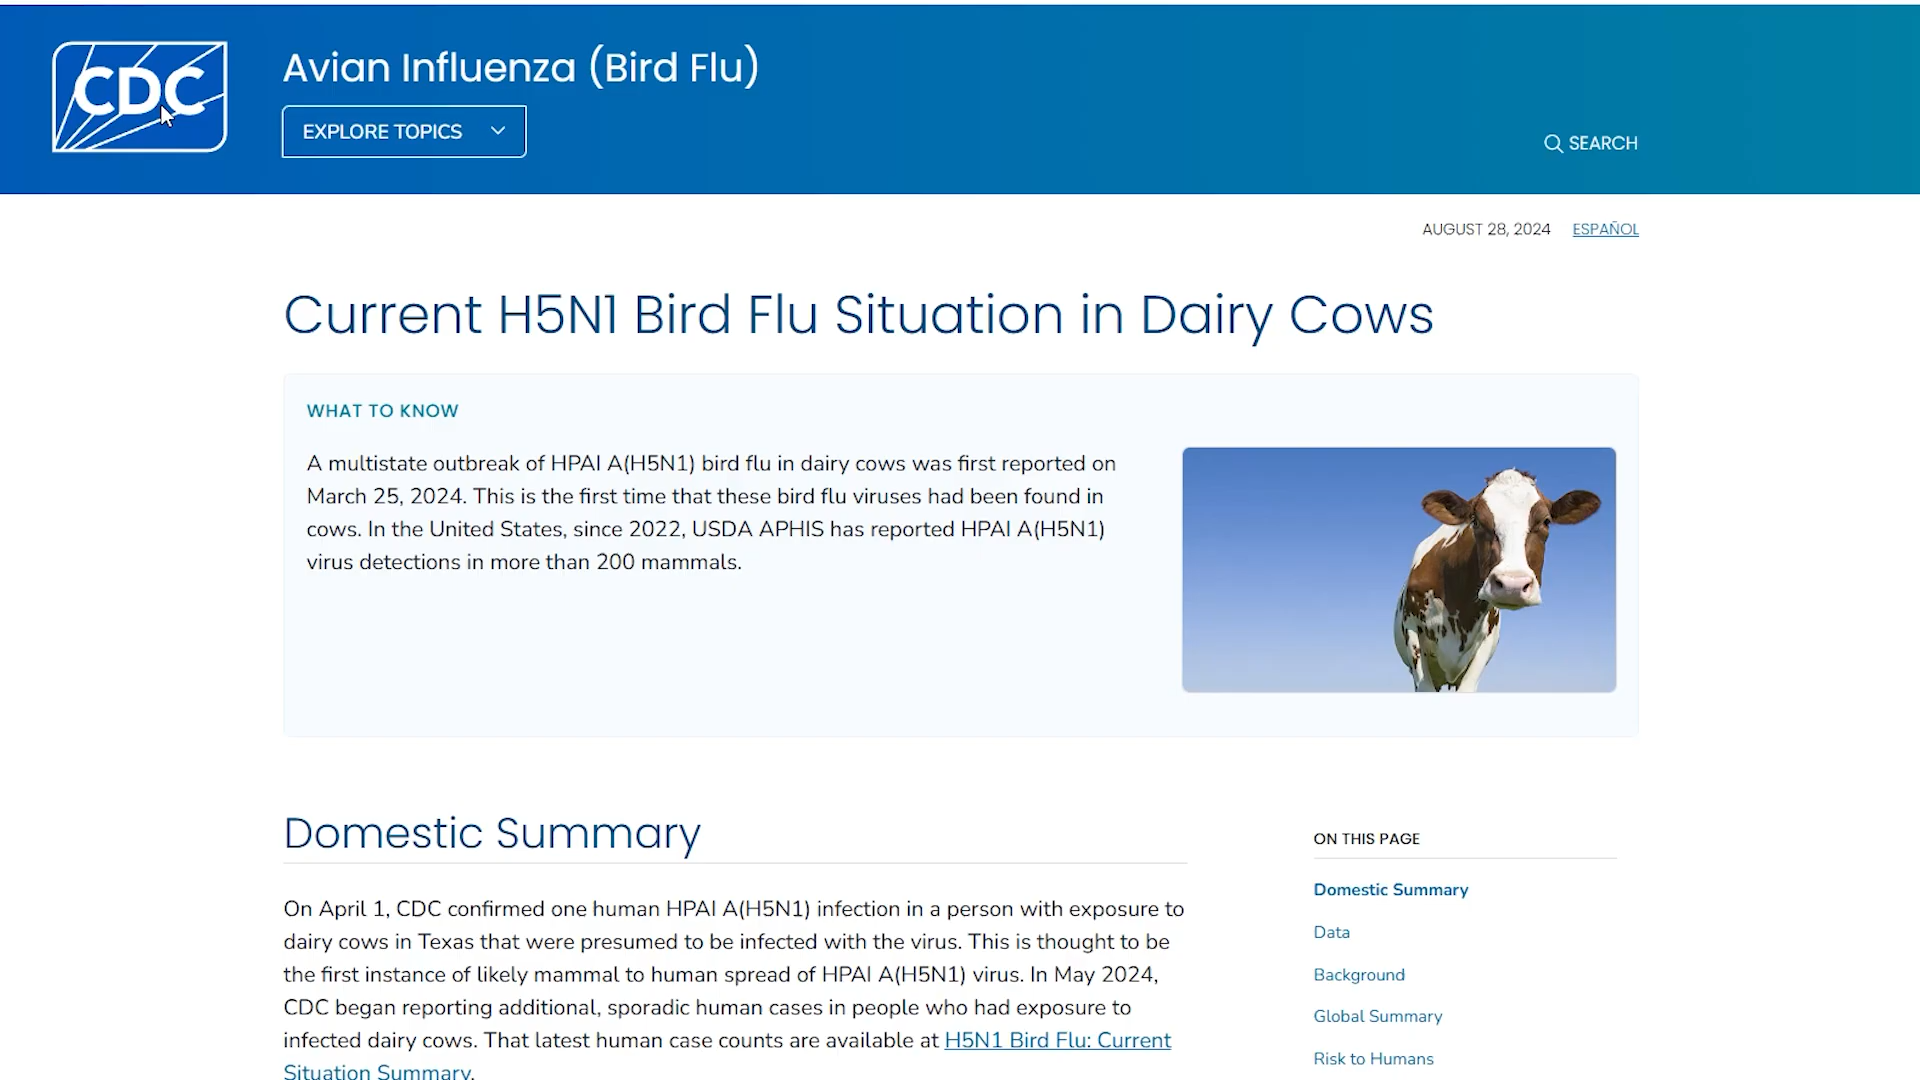 CDC
Avian Influenza (Bird Flu)
EXPLORE TOPICS
SEARCH
AUGUST 28, 2024 ESPAÑOL
Current H5N1 Bird Flu Situation in Dairy Cows
WHAT TO KNOW
A multistate outbreak of HPAI A(H5N1) bird flu in dairy cows was first reported on
March 25, 2024. This is the first time that these bird flu viruses had been found in
cows. In the United States, since 2022, USDA APHIS has reported HPAI A(H5N1)
virus detections in more than 200 mammals.
Domestic Summary
On April 1, CDC confirmed one human HPAI A(H5N1) infection in a person with exposure to
dairy cows in Texas that were presumed to be infected with the virus. This is thought to be
the first instance of likely mammal to human spread of HPAI A(H5N1) virus. In May 2024,
CDC began reporting additional, sporadic human cases in people who had exposure to
infected dairy cows. That latest human case counts are available at H5N1 Bird Flu: Current
Situation Summary.
ON THIS PAGE
Domestic Summary
Data
Background
Global Summary
Risk to Humans